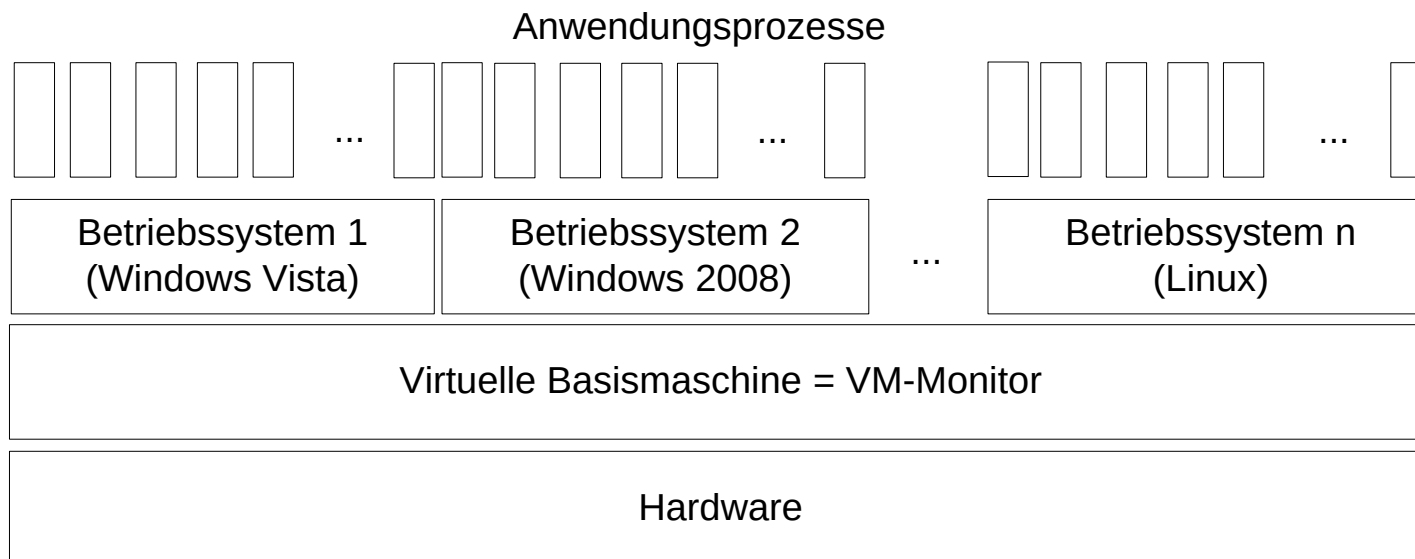 Anwendungsprozesse
... ... ...
Betriebssystem 1
(Windows Vista)
Betriebssystem 2
(Windows 2008)
...
Betriebssystem n
(Linux)
Virtuelle Basismaschine = VM-Monitor
Hardware